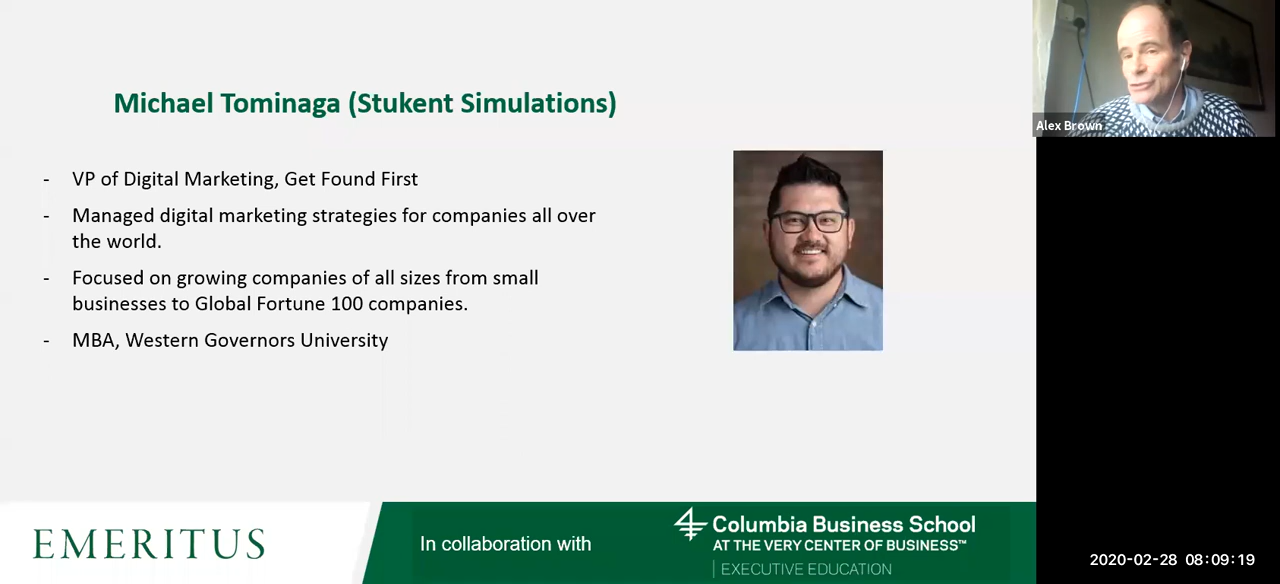 Michael Tominaga (Stukent Simulations)
- VP of Digital Marketing, Get Found First
- Managed digital marketing strategies for companies all over
the world.
- Focused on growing companies of all sizes from small
businesses to Global Fortune 100 companies.
- MBA, Western Governors University
Alex Brown
EMERITUS
In collaboration with
Columbia Business School
AT THE VERY CENTER OF BUSINESS™
EXECUTIVE EDUCATION
2020-02-28 08:09:19